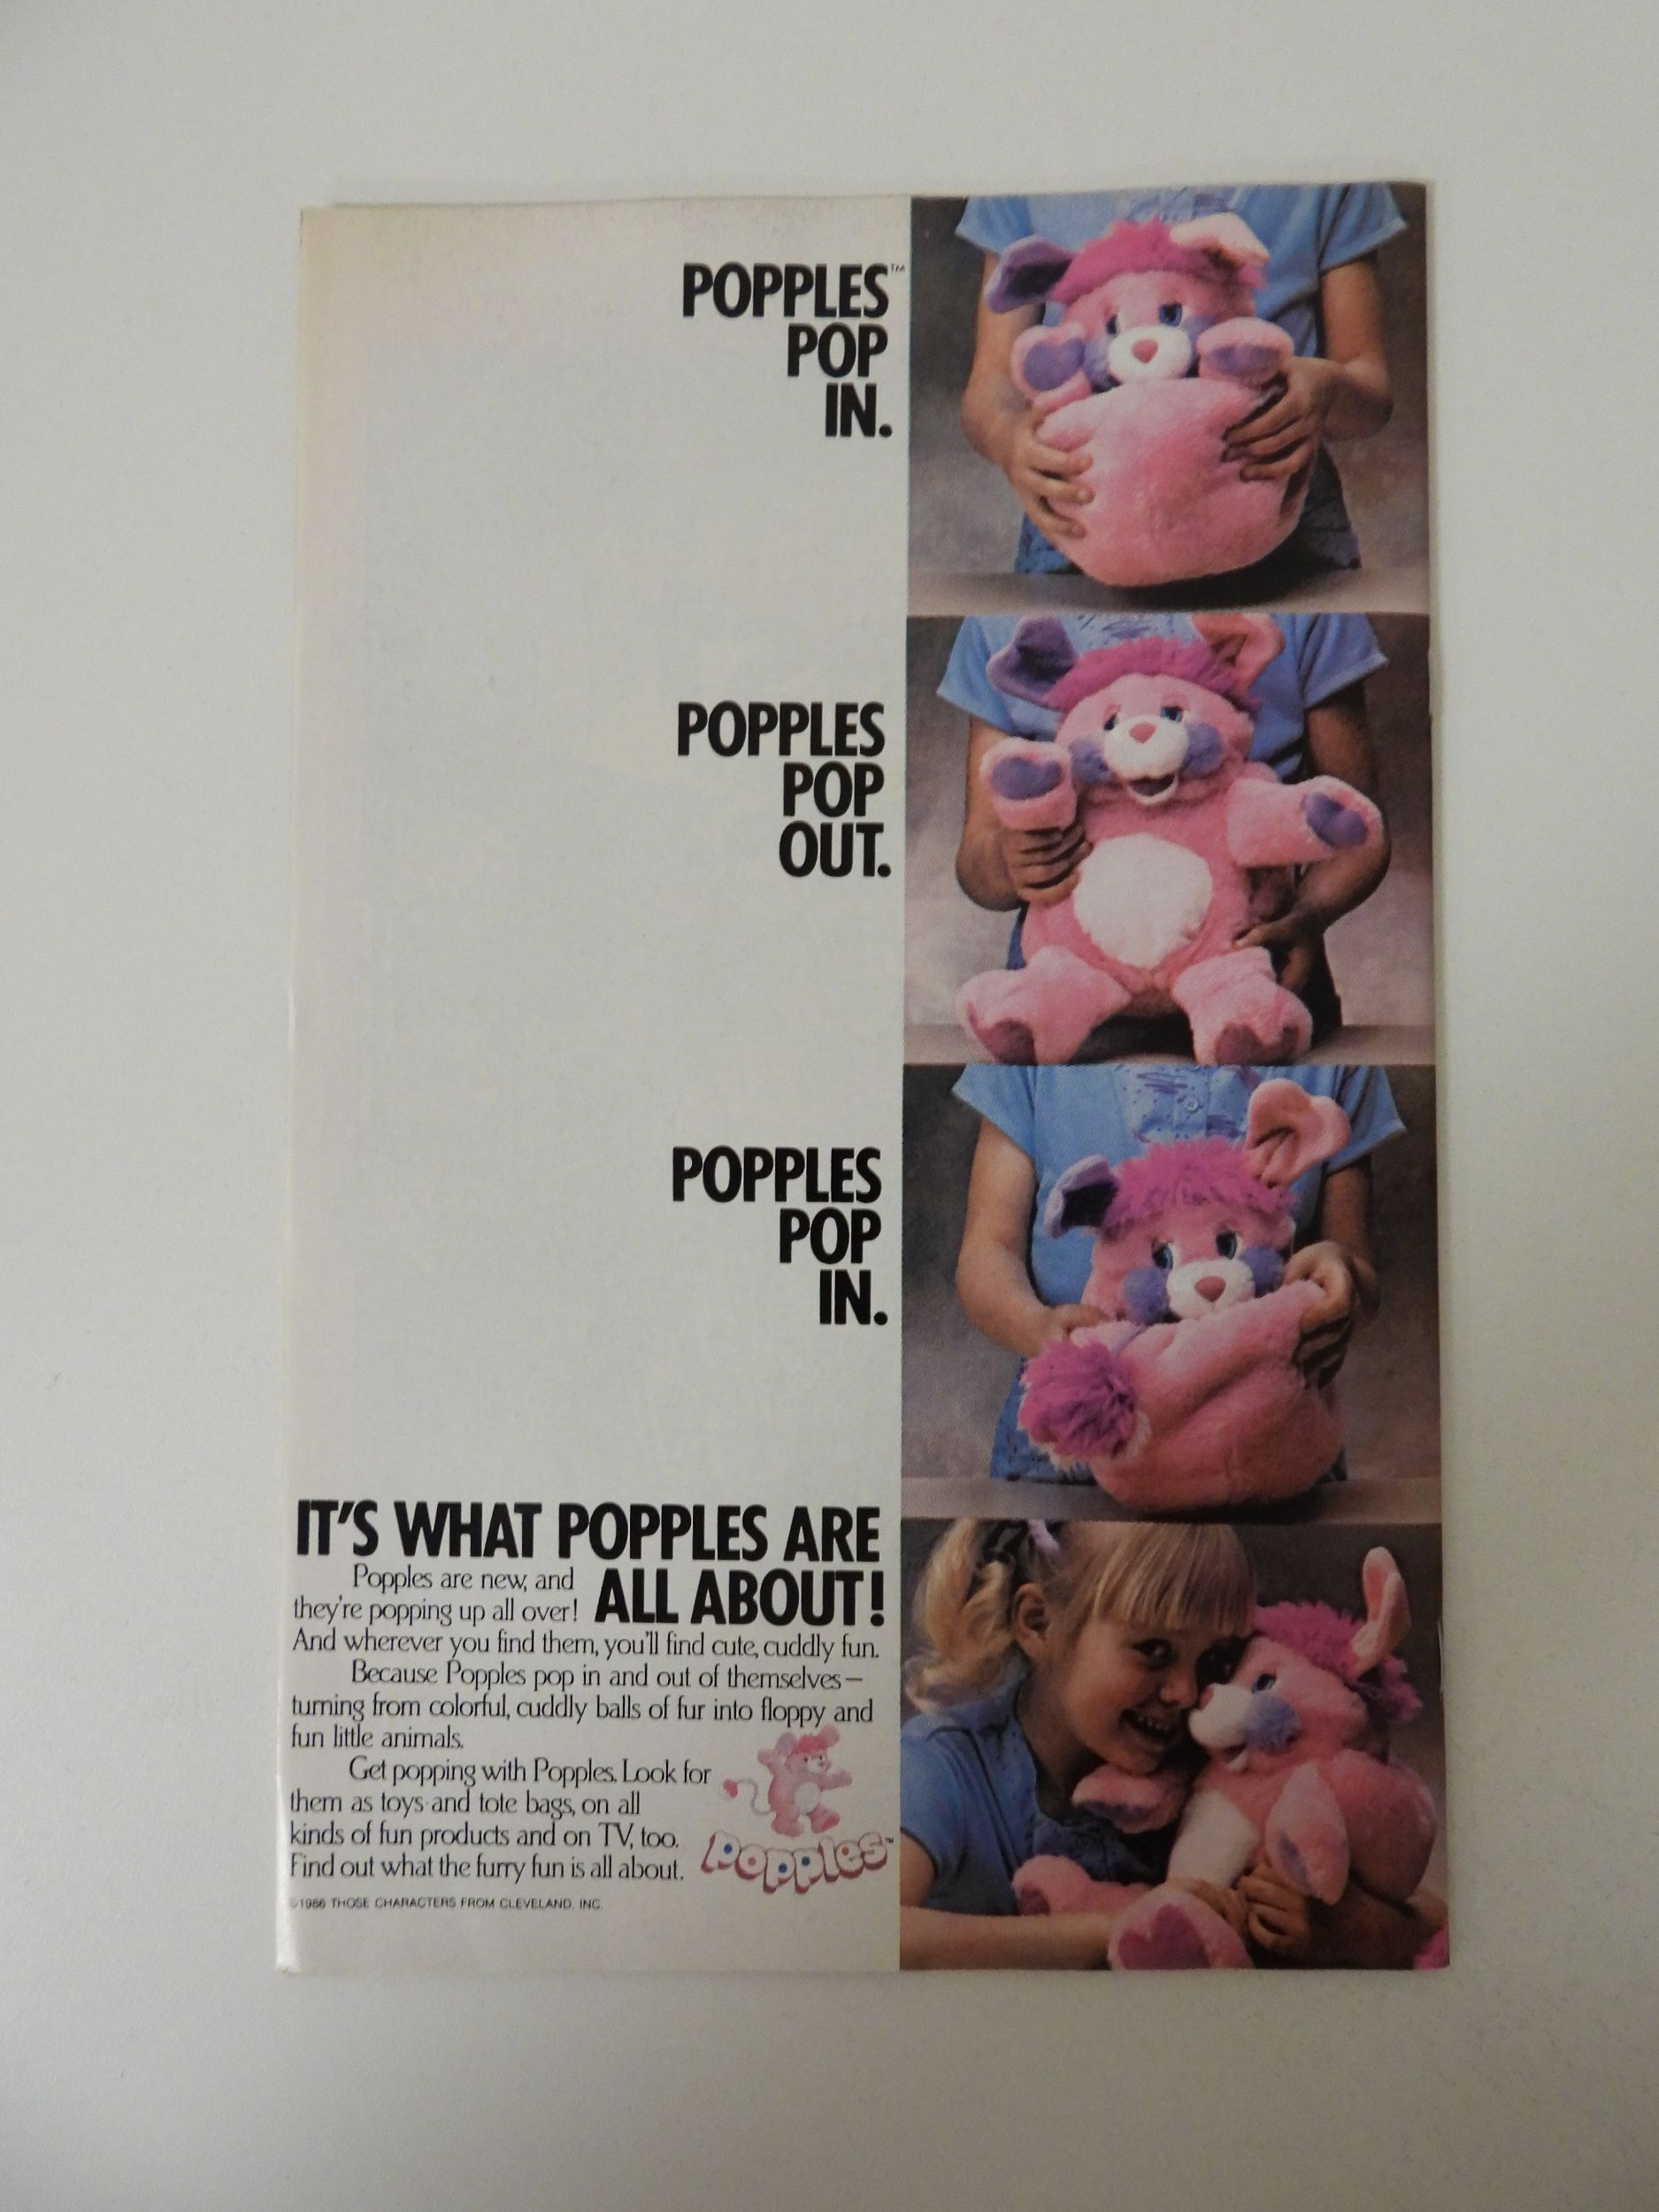 POPPLES™
POP
IN.
POPPLES
POP
OUT.
POPPLES
POP
IN.
IT'S WHAT POPPLES ARE
ALL ABOUT!
Popples are new, and
they're popping up all over!
And wherever you find them, you'll find cute, cuddly fun.
Because Popples pop in and out of themselves—
turning from colorful, cuddly balls of fur into floppy and
fun little animals.
Get popping with Popples. Look for
them as toys and tote bags, on all
kinds of fun products and on TV, too.
Find out what the furry fun is all about.
Popples™
©1986 THOSE CHARACTERS FROM CLEVELAND, INC.